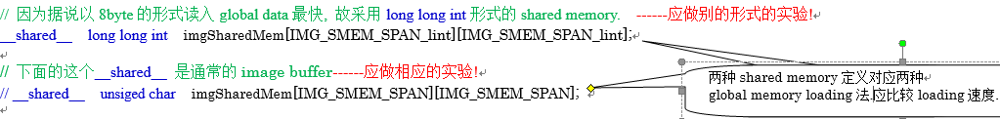 // 因为据说以 8byte 的形式读入 global data 最快, 故采用 long long int 形式的 shared memory. ------应做别的形式的实验!
__shared__ long long int imgSharedMem[IMG_SMEM_SPAN_lint][IMG_SMEM_SPAN_lint];
// 下面的这个__shared__ 是通常的 image buffer------应做相应的实验!
// __shared__ unsiged char imgSharedMem[IMG_SMEM_SPAN][IMG_SMEM_SPAN];
两种 shared memory 定义对应两种
global memory loading 法.应比较 loading 速度.